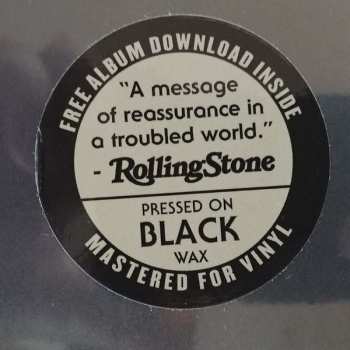 FREE ALBUM DOWNLOAD INSIDE
“A message
of reassurance in
a troubled world.”
- RollingStone
PRESSED ON
BLACK
WAX
MASTERED FOR VINYL